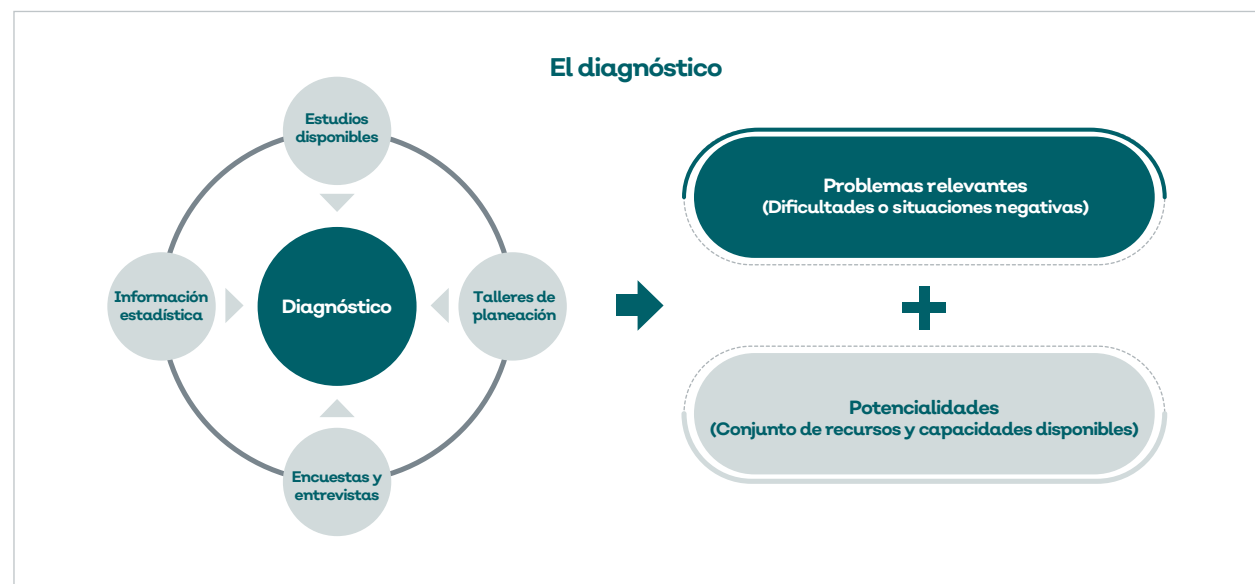 El diagnóstico
Estudios
disponibles
Información
estadística
Diagnóstico
Talleres de
planeación
Encuestas y
entrevistas
Problemas relevantes
(Dificultades o situaciones negativas)
Potencialidades
(Conjunto de recursos y capacidades disponibles)